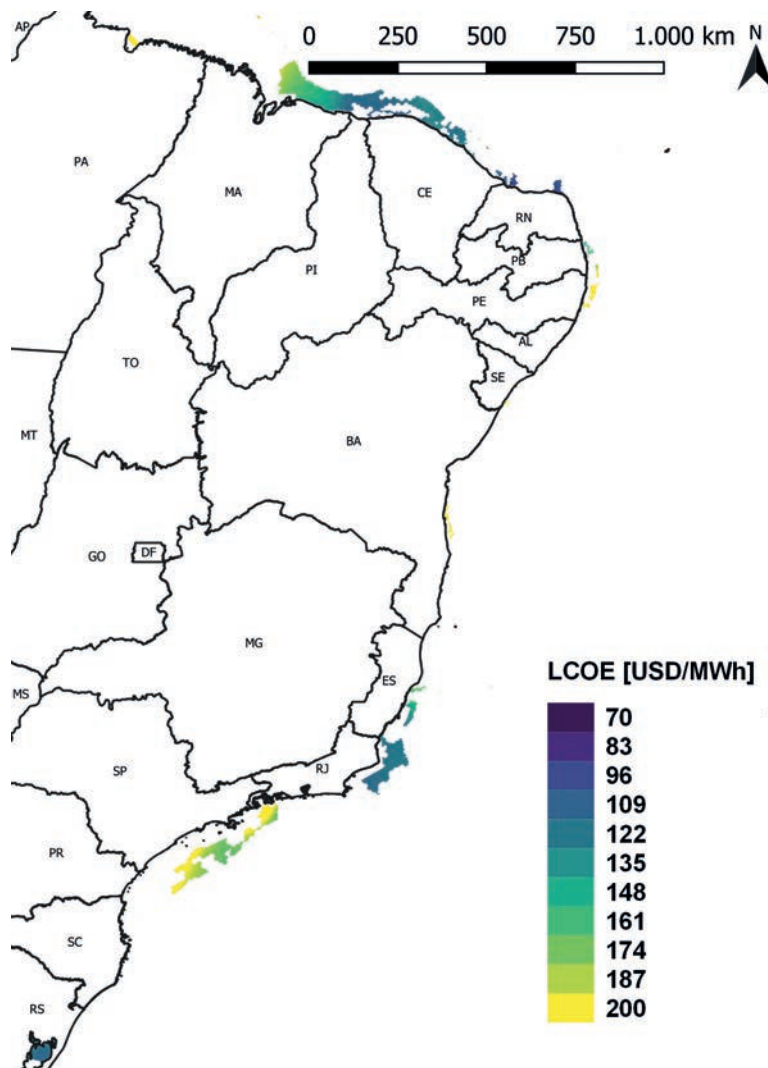 AP
0 250 500 750 1.000 km
N
PA
MA
CE
RN
PB
PI
PE
AL
TO
SE
MT
BA
GO
DF
MG
ES
MS
LCOE [USD/MWh]
70
83
96
109
122
135
148
161
174
187
200
RJ
SP
PR
SC
RS